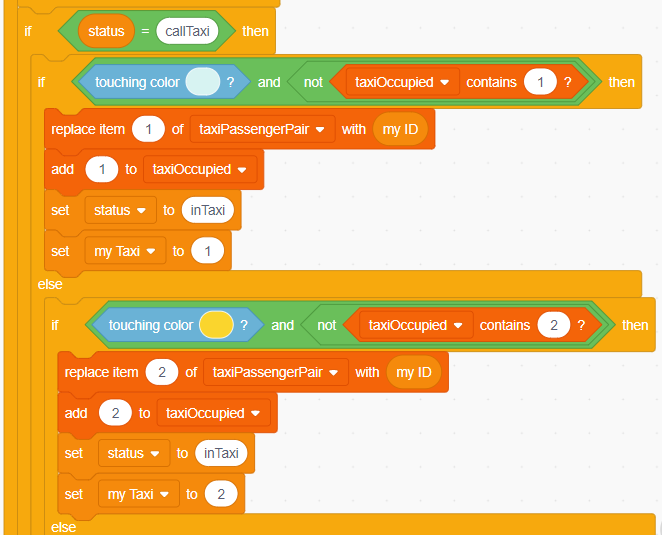 if status = callTaxi then
if touching color ? and not taxiOccupied contains 1 ? then
replace item 1 of taxiPassengerPair with my ID
add 1 to taxiOccupied
set status to inTaxi
set my Taxi to 1
else
if touching color ? and not taxiOccupied contains 2 ? then
replace item 2 of taxiPassengerPair with my ID
add 2 to taxiOccupied
set status to inTaxi
set my Taxi to 2
else